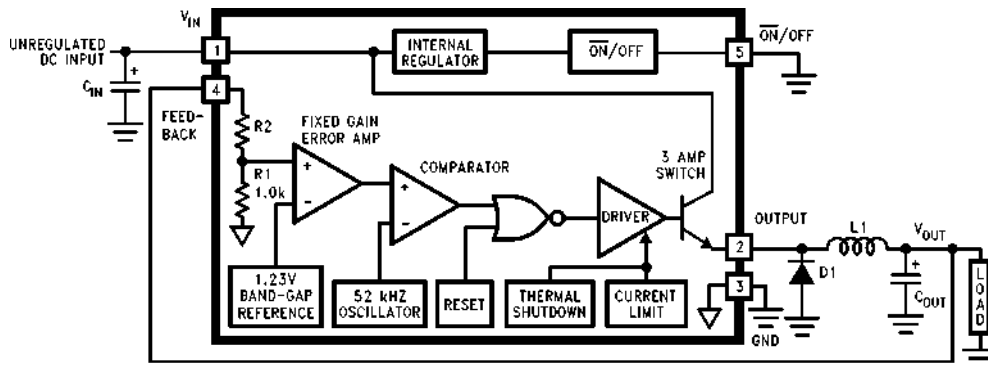 V_IN
UNREGULATED
DC INPUT
C_IN
+
1
4
FEED-
BACK
R2
R1
1.0k
FIXED GAIN
ERROR AMP
+
−
COMPARATOR
+
−
INTERNAL
REGULATOR
O̅N̅/OFF
5
O̅N̅/OFF
3 AMP
SWITCH
DRIVER
1.23V
BAND-GAP
REFERENCE
52 kHZ
OSCILLATOR
RESET
THERMAL
SHUTDOWN
CURRENT
LIMIT
OUTPUT
2
3
GND
D1
L1
V_OUT
+
C_OUT
LOAD